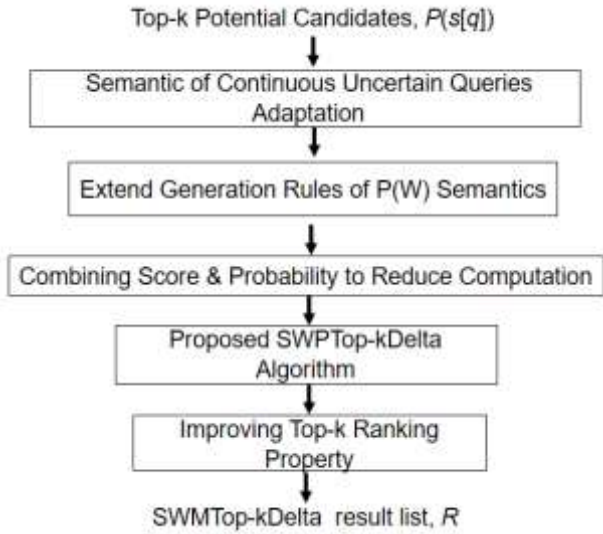 Top-k Potential Candidates, P(s[q])
Semantic of Continuous Uncertain Queries
Adaptation
Extend Generation Rules of P(W) Semantics
Combining Score & Probability to Reduce Computation
Proposed SWPTop-kDelta
Algorithm
Improving Top-k Ranking
Property
SWMTop-kDelta result list, R